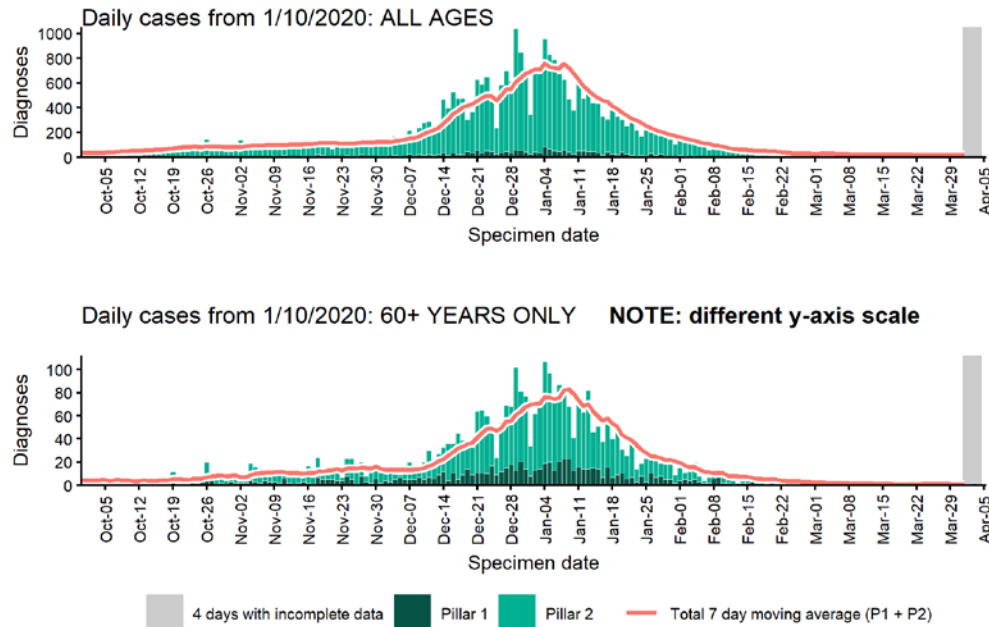 Daily cases from 1/10/2020: ALL AGES
1000
800
600
400
200
0
Diagnoses
Oct-05
Oct-12
Oct-19
Oct-26
Nov-02
Nov-09
Nov-16
Nov-23
Nov-30
Dec-07
Dec-14
Dec-21
Dec-28
Jan-04
Jan-11
Jan-18
Jan-25
Feb-01
Feb-08
Feb-15
Feb-22
Mar-01
Mar-08
Mar-15
Mar-22
Mar-29
Apr-05
Specimen date
Daily cases from 1/10/2020: 60+ YEARS ONLY NOTE: different y-axis scale
100
80
60
40
20
0
Diagnoses
Oct-05
Oct-12
Oct-19
Oct-26
Nov-02
Nov-09
Nov-16
Nov-23
Nov-30
Dec-07
Dec-14
Dec-21
Dec-28
Jan-04
Jan-11
Jan-18
Jan-25
Feb-01
Feb-08
Feb-15
Feb-22
Mar-01
Mar-08
Mar-15
Mar-22
Mar-29
Apr-05
Specimen date
4 days with incomplete data Pillar 1 Pillar 2 Total 7 day moving average (P1 + P2)